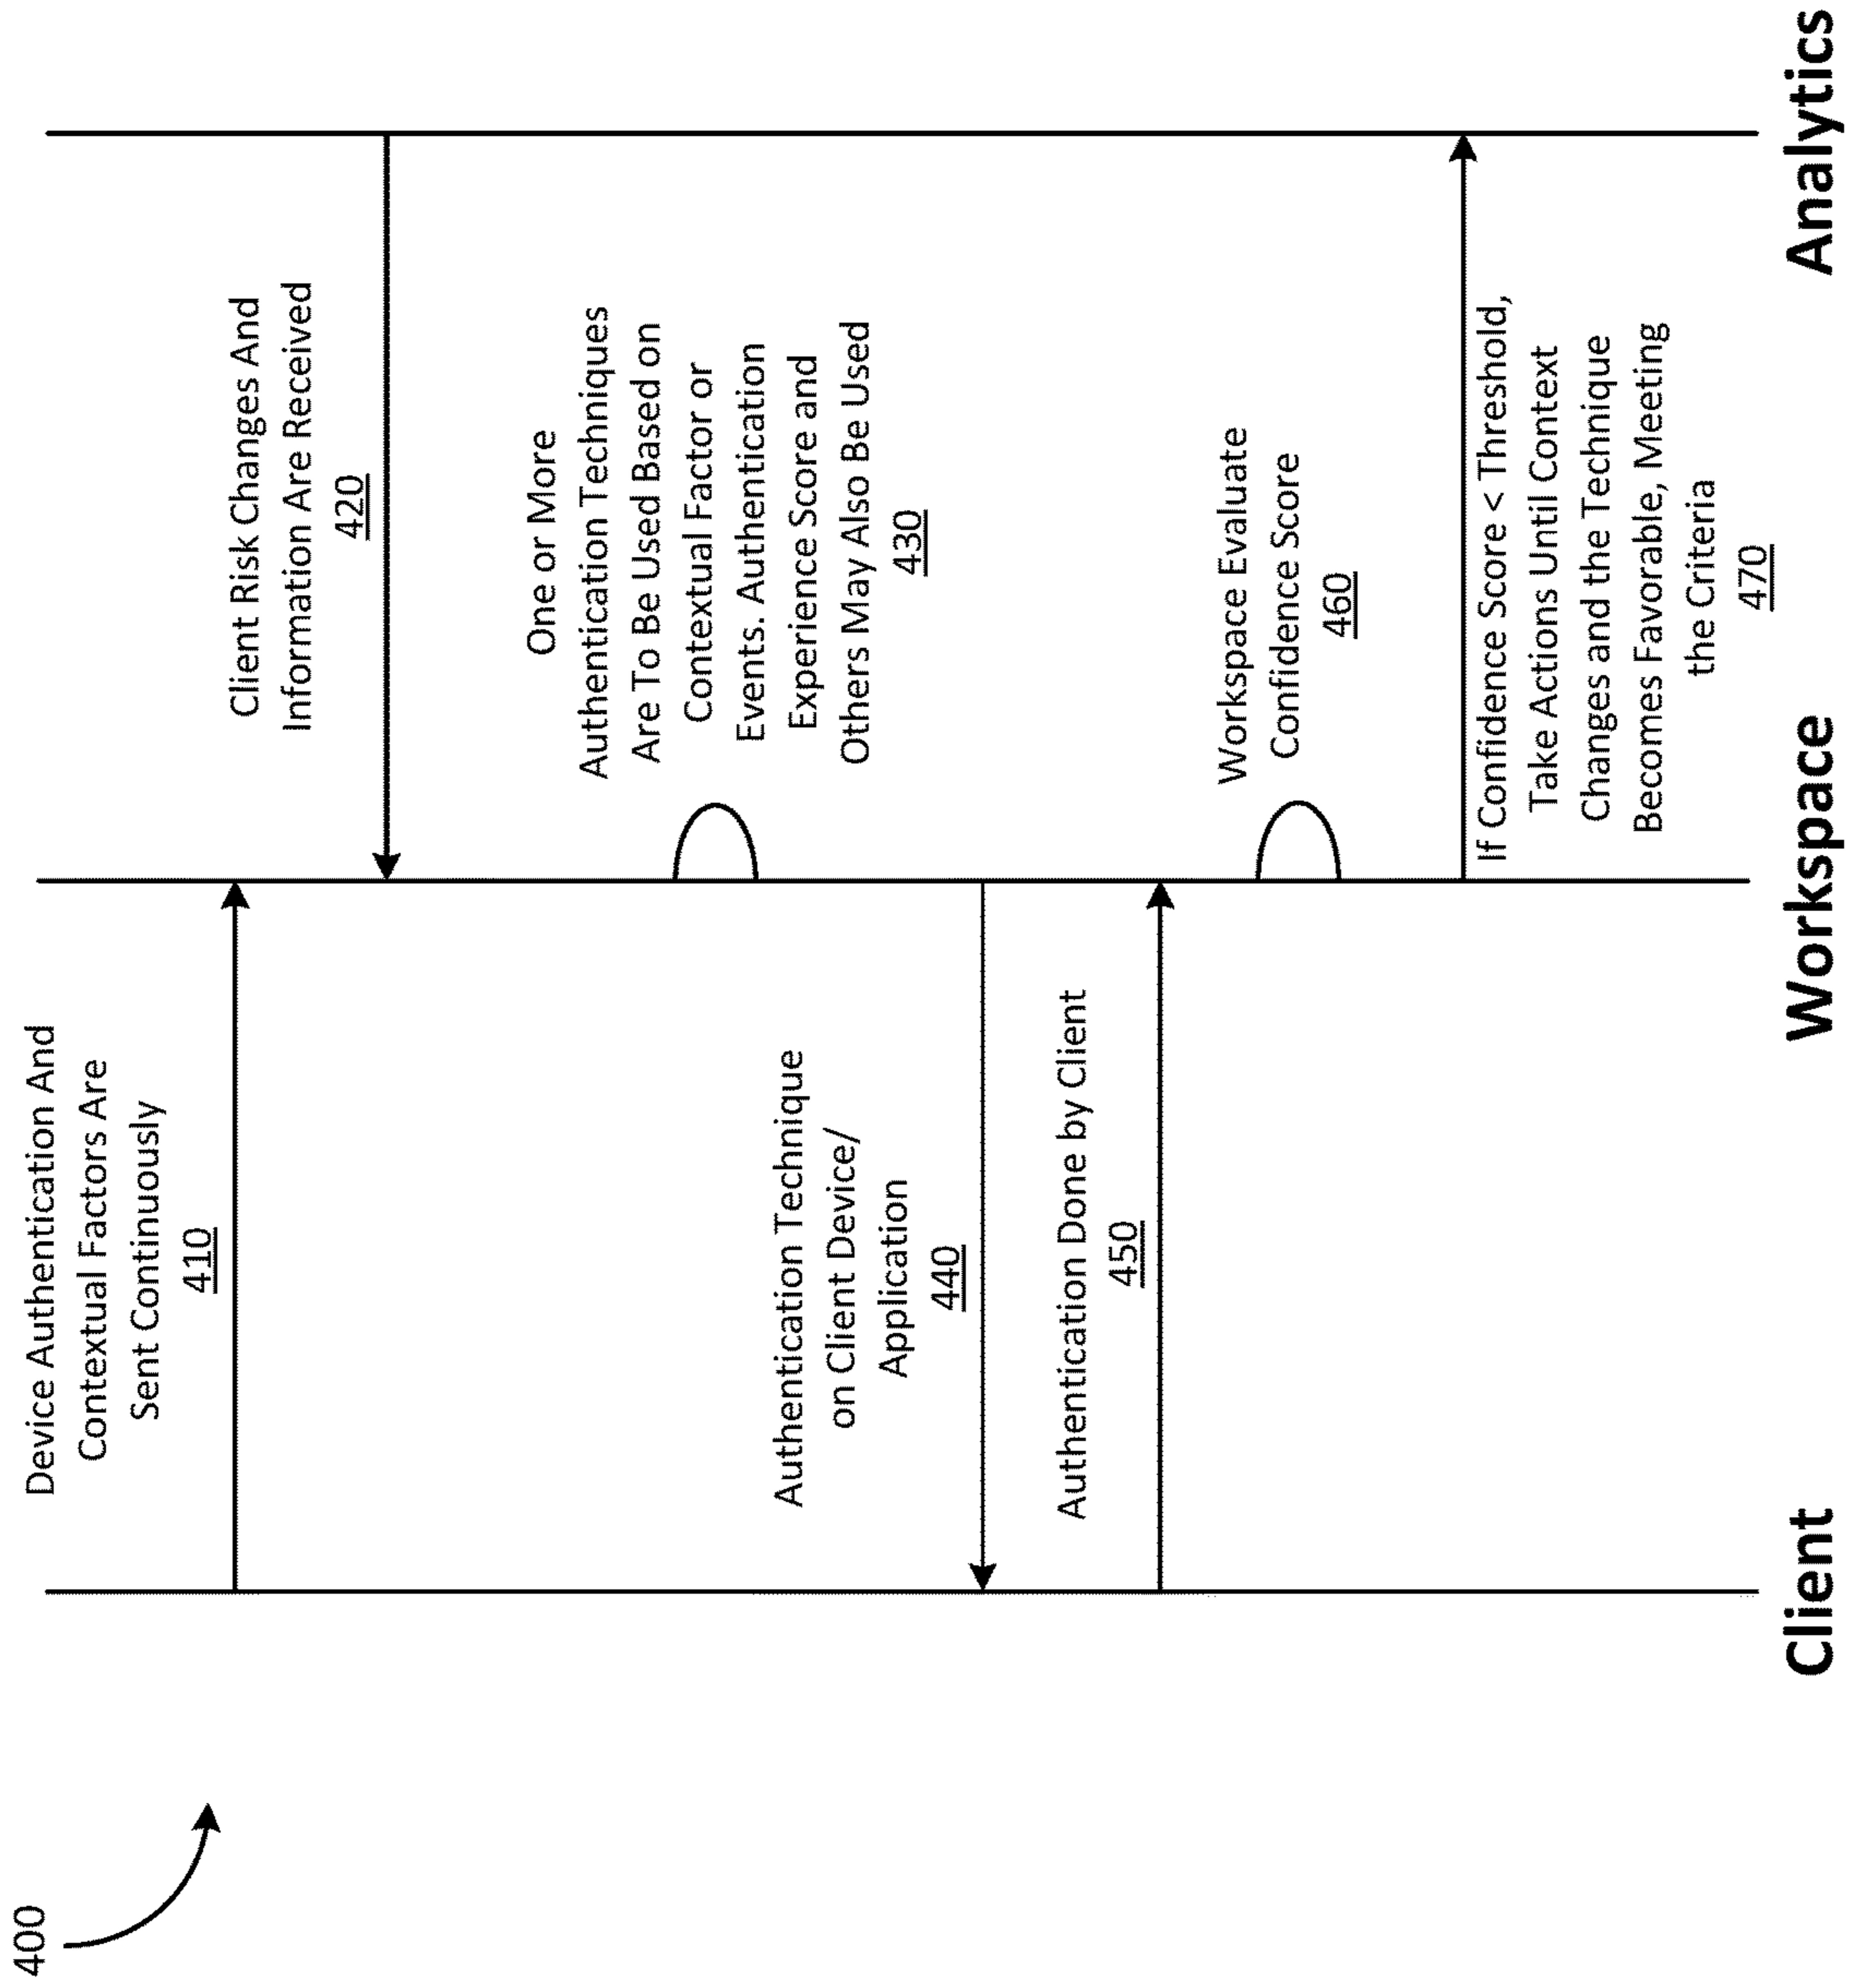 400
Device Authentication And
Contextual Factors Are
Sent Continuously
410
Client Risk Changes And
Information Are Received
420
One or More
Authentication Techniques
Are To Be Used Based on
Contextual Factor or
Events. Authentication
Experience Score and
Others May Also Be Used
430
Authentication Technique
on Client Device/
Application
440
Authentication Done by Client
450
Workspace Evaluate
Confidence Score
460
If Confidence Score < Threshold,
Take Actions Until Context
Changes and the Technique
Becomes Favorable, Meeting
the Criteria
470
Client
Workspace
Analytics